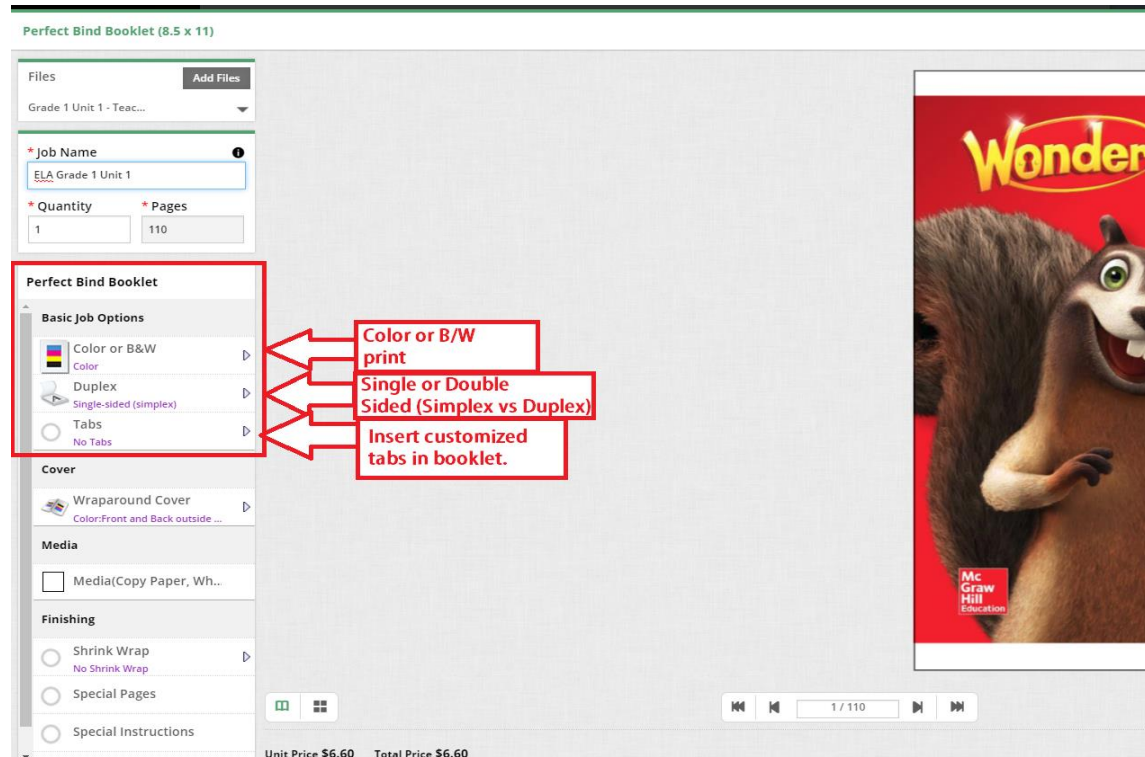 Perfect Bind Booklet (8.5 x 11)
Files
Add Files
Grade 1 Unit 1 - Teac...
* Job Name
ELA Grade 1 Unit 1
* Quantity
* Pages
1
110
Perfect Bind Booklet
Basic Job Options
Color or B&W
Color
Duplex
Single-sided (simplex)
Tabs
No Tabs
Cover
Wraparound Cover
Color:Front and Back outside ...
Media
Media(Copy Paper, Wh...
Finishing
Shrink Wrap
No Shrink Wrap
Special Pages
Special Instructions
Color or B/W
print
Single or Double
Sided (Simplex vs Duplex)
Insert customized
tabs in booklet.
Wonder
Mc
Graw
Hill
Education
1 / 110
Unit Price $6.60 Total Price $6.60